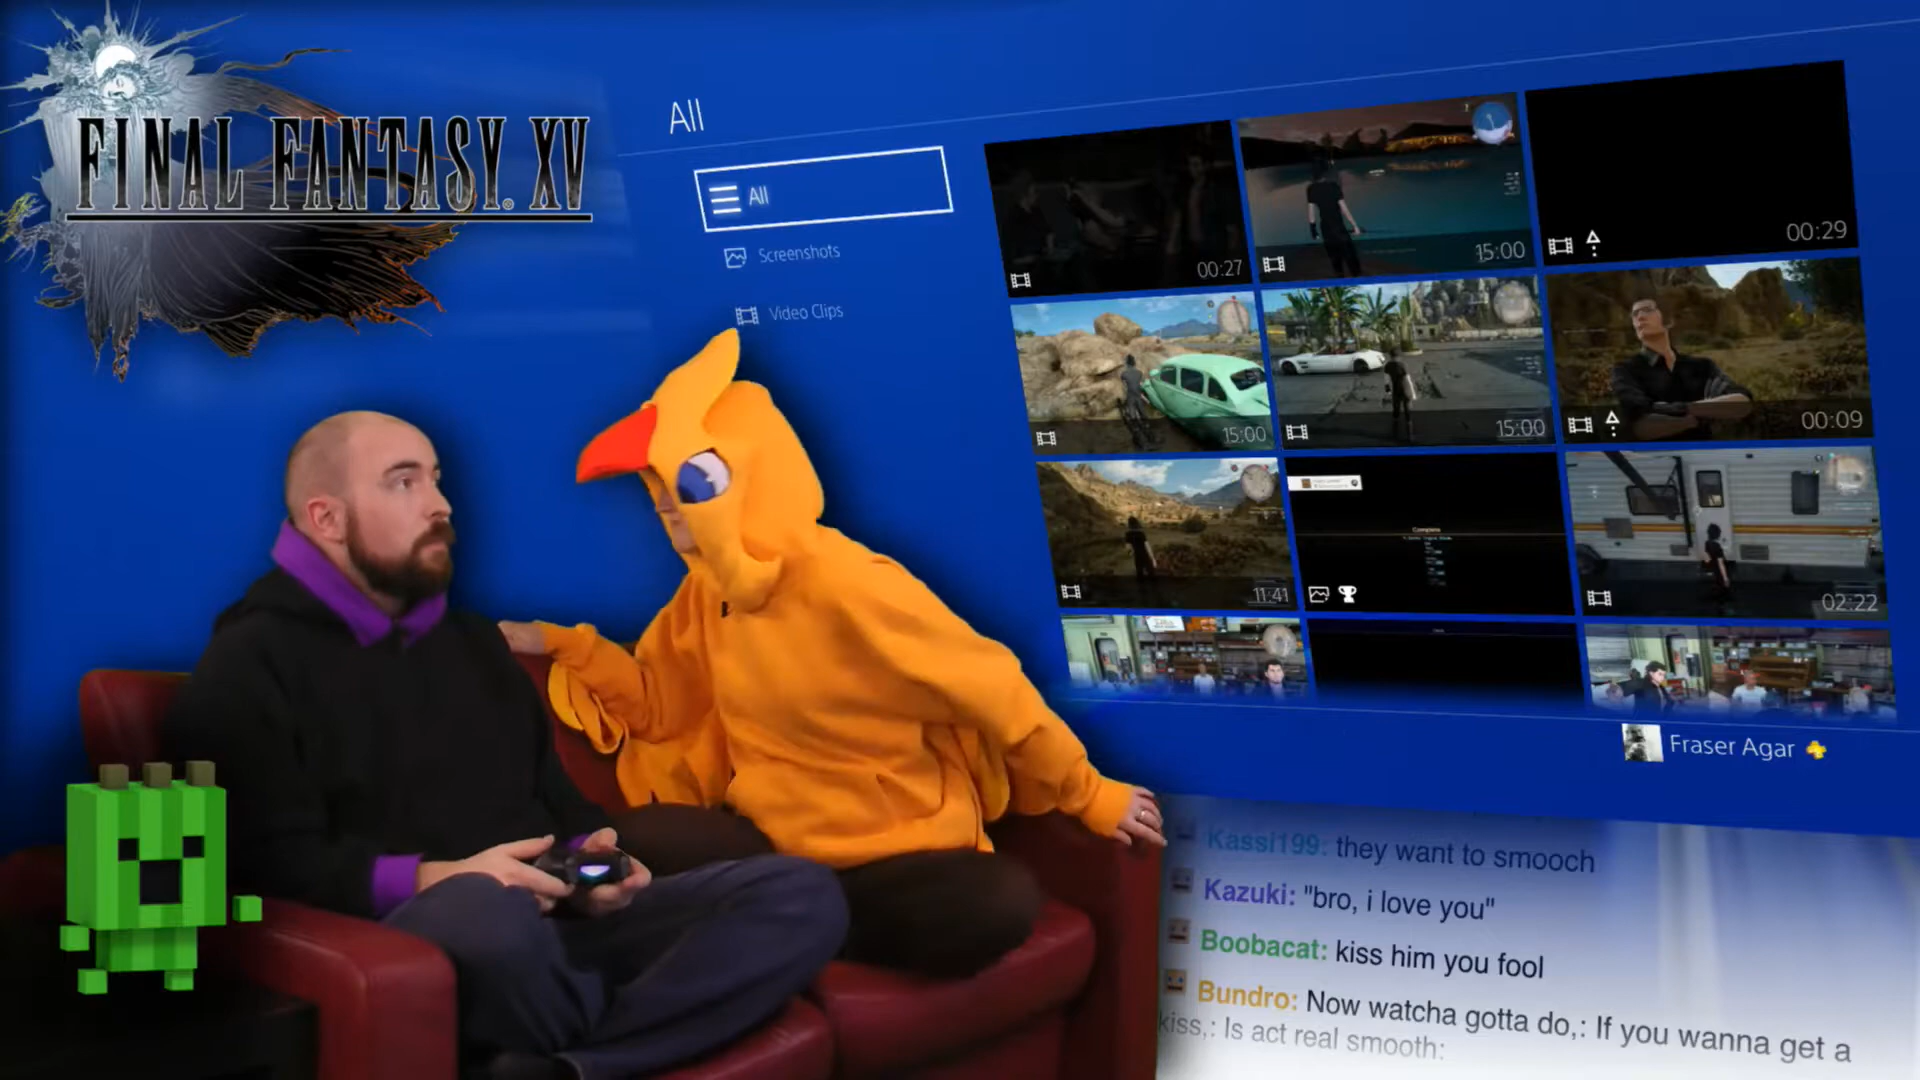 FINAL FANTASY XV
All
All
Screenshots
Video Clips
00:27
15:00
00:29
15:00
15:00
00:09
11:41
Complete
02:22
Fraser Agar
Kassi199: they want to smooch
Kazuki: "bro, i love you"
Boobacat: kiss him you fool
Bundro: Now watcha gotta do,: If you wanna get a
kiss,: Is act real smooth: